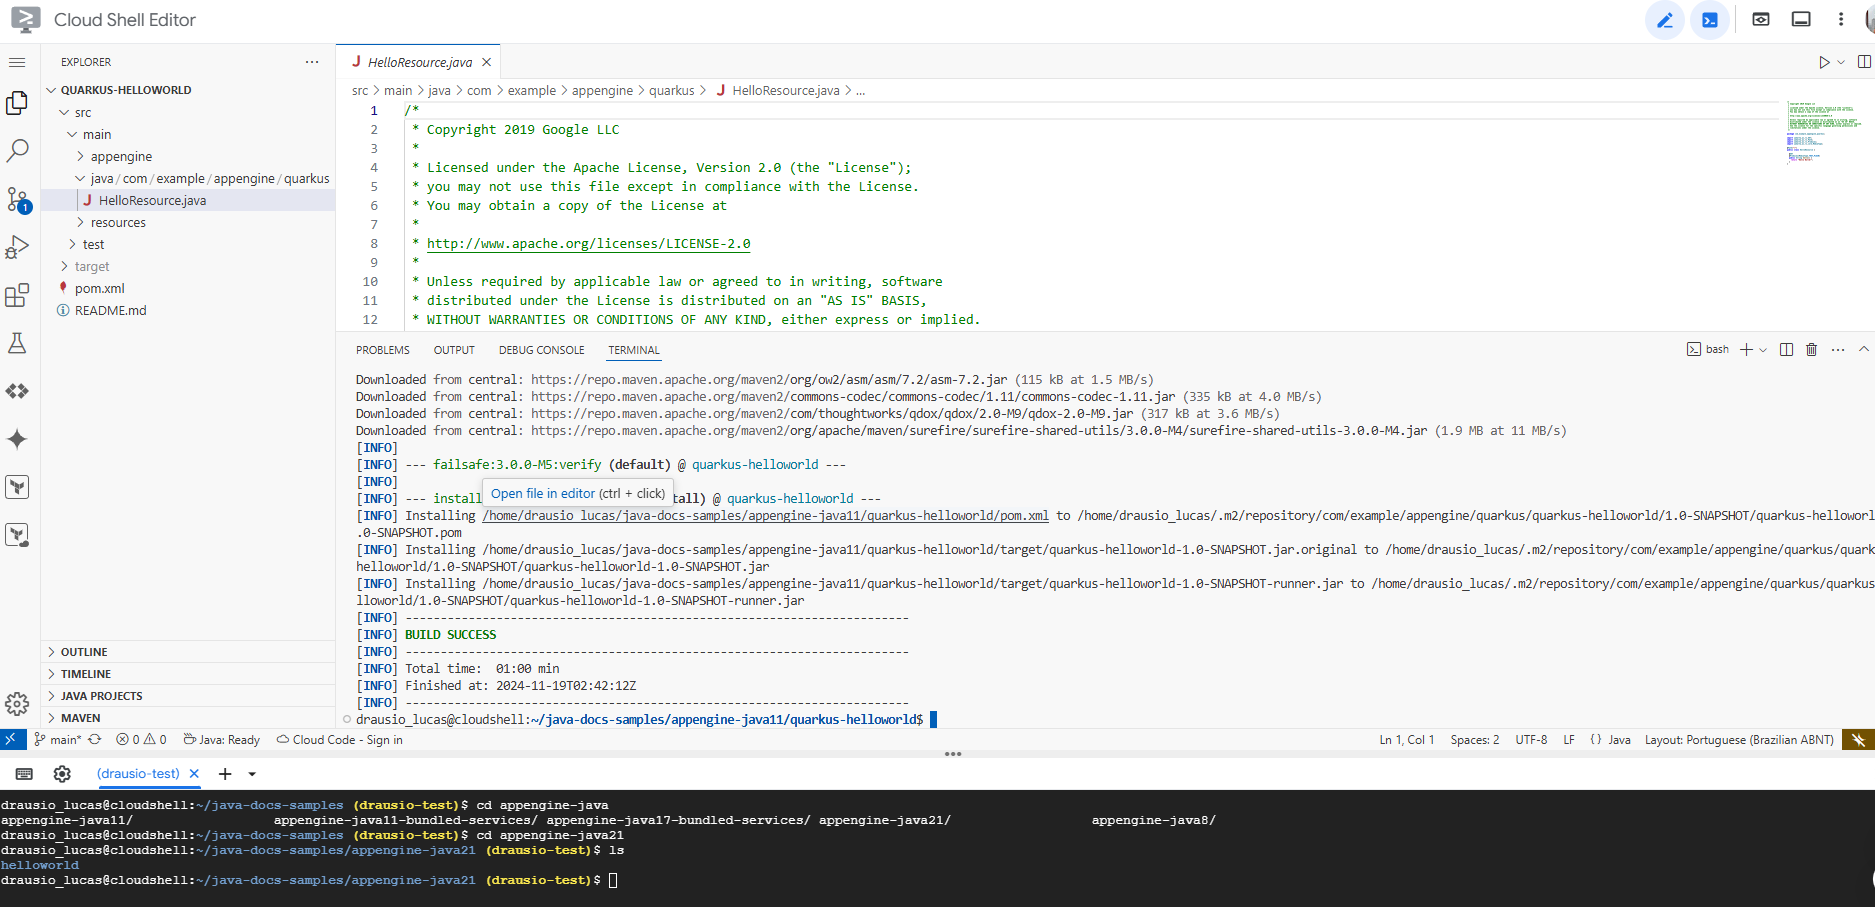 Cloud Shell Editor
EXPLORER
QUARKUS-HELLOWORLD
src
main
appengine
java/com/example/appengine/quarkus
HelloResource.java
resources
test
target
pom.xml
README.md
OUTLINE
TIMELINE
JAVA PROJECTS
MAVEN
1
HelloResource.java
src > main > java > com > example > appengine > quarkus > HelloResource.java > ...
1 /*
2 * Copyright 2019 Google LLC
3 *
4 * Licensed under the Apache License, Version 2.0 (the "License");
5 * you may not use this file except in compliance with the License.
6 * You may obtain a copy of the License at
7 *
8 * http://www.apache.org/licenses/LICENSE-2.0
9 *
10 * Unless required by applicable law or agreed to in writing, software
11 * distributed under the License is distributed on an "AS IS" BASIS,
12 * WITHOUT WARRANTIES OR CONDITIONS OF ANY KIND, either express or implied.
PROBLEMS OUTPUT DEBUG CONSOLE TERMINAL
bash
Downloaded from central: https://repo.maven.apache.org/maven2/org/ow2/asm/asm/7.2/asm-7.2.jar (115 kB at 1.5 MB/s)
Downloaded from central: https://repo.maven.apache.org/maven2/commons-codec/commons-codec/1.11/commons-codec-1.11.jar (335 kB at 4.0 MB/s)
Downloaded from central: https://repo.maven.apache.org/maven2/com/thoughtworks/qdox/qdox/2.0-M9/qdox-2.0-M9.jar (317 kB at 3.6 MB/s)
Downloaded from central: https://repo.maven.apache.org/maven2/org/apache/maven/surefire/surefire-shared-utils/3.0.0-M4/surefire-shared-utils-3.0.0-M4.jar (1.9 MB at 11 MB/s)
[INFO]
[INFO] --- failsafe:3.0.0-M5:verify (default) @ quarkus-helloworld ---
[INFO]
Open file in editor (ctrl + click)
[INFO] --- install tall) @ quarkus-helloworld ---
[INFO] Installing /home/drausio_lucas/java-docs-samples/appengine-java11/quarkus-helloworld/pom.xml to /home/drausio_lucas/.m2/repository/com/example/appengine/quarkus/quarkus-helloworld/1.0-SNAPSHOT/quarkus-helloworl
.0-SNAPSHOT.pom
[INFO] Installing /home/drausio_lucas/java-docs-samples/appengine-java11/quarkus-helloworld/target/quarkus-helloworld-1.0-SNAPSHOT.jar.original to /home/drausio_lucas/.m2/repository/com/example/appengine/quarkus/quark
helloworld/1.0-SNAPSHOT/quarkus-helloworld-1.0-SNAPSHOT.jar
[INFO] Installing /home/drausio_lucas/java-docs-samples/appengine-java11/quarkus-helloworld/target/quarkus-helloworld-1.0-SNAPSHOT-runner.jar to /home/drausio_lucas/.m2/repository/com/example/appengine/quarkus/quarkus
lloworld/1.0-SNAPSHOT/quarkus-helloworld-1.0-SNAPSHOT-runner.jar
[INFO] ------------------------------------------------------------------------
[INFO] BUILD SUCCESS
[INFO] ------------------------------------------------------------------------
[INFO] Total time: 01:00 min
[INFO] Finished at: 2024-11-19T02:42:12Z
[INFO] ------------------------------------------------------------------------
drausio_lucas@cloudshell:~/java-docs-samples/appengine-java11/quarkus-helloworld$
main* 0 0 Java: Ready Cloud Code - Sign in Ln 1, Col 1 Spaces: 2 UTF-8 LF {} Java Layout: Portuguese (Brazilian ABNT)
(drausio-test)
drausio_lucas@cloudshell:~/java-docs-samples (drausio-test)$ cd appengine-java
appengine-java11/ appengine-java11-bundled-services/ appengine-java17-bundled-services/ appengine-java21/ appengine-java8/
drausio_lucas@cloudshell:~/java-docs-samples (drausio-test)$ cd appengine-java21
drausio_lucas@cloudshell:~/java-docs-samples/appengine-java21 (drausio-test)$ ls
helloworld
drausio_lucas@cloudshell:~/java-docs-samples/appengine-java21 (drausio-test)$